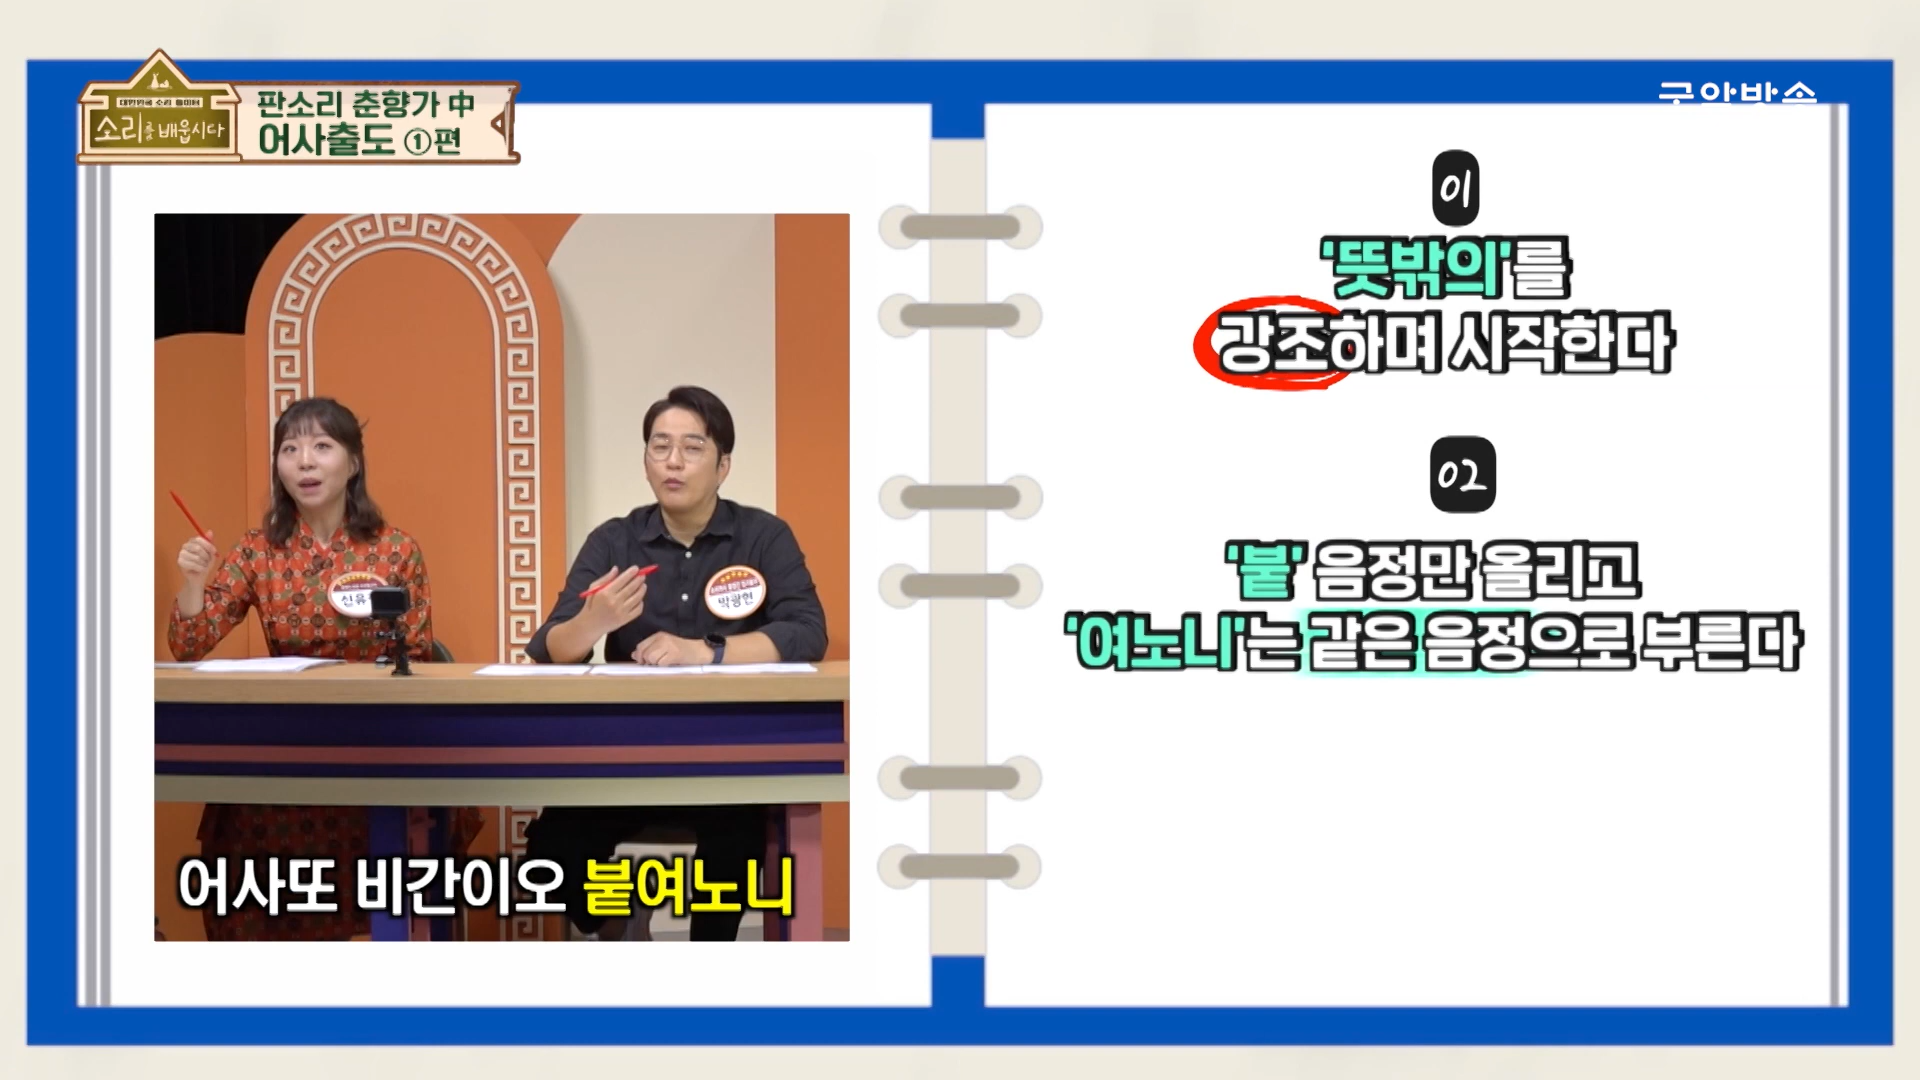 대한민국 소리 놀이터
소리를 배웁시다
판소리 춘향가 中
어사출도 ①편
국악방송
01
'뜻밖의'를
강조하며 시작한다
02
'붙' 음정만 올리고
'여노니'는 같은 음정으로 부른다
신유
박광현
어사또 비간이오 붙여노니